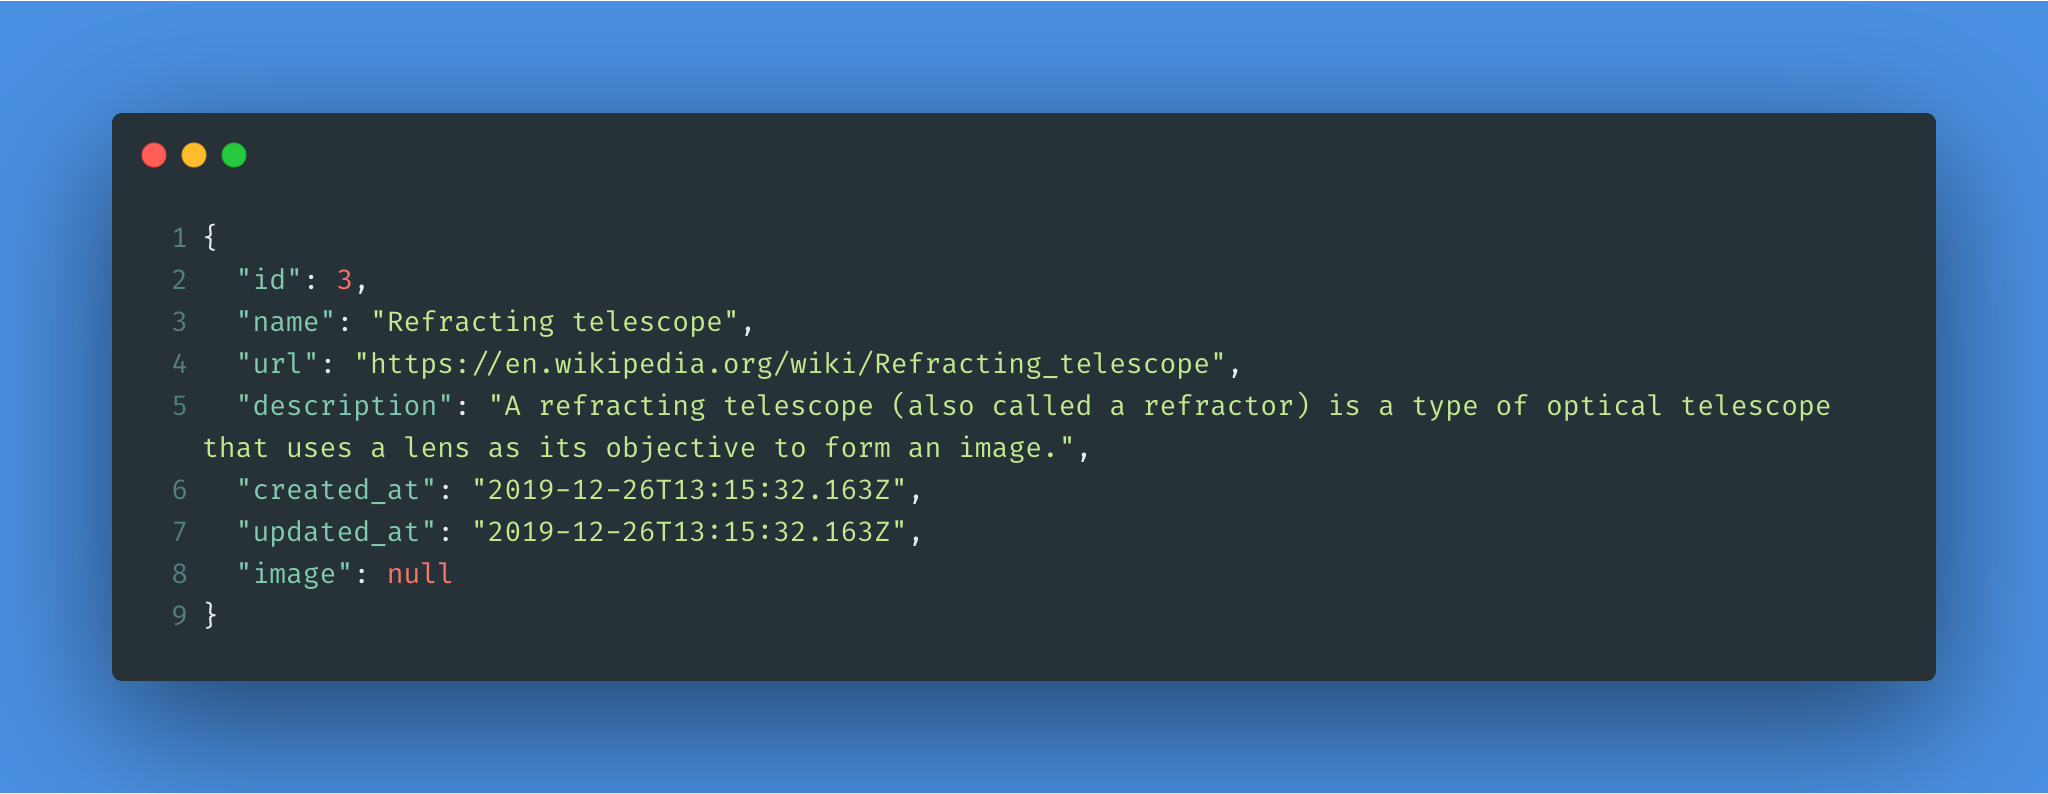 1 {
2   "id": 3,
3   "name": "Refracting telescope",
4   "url": "https://en.wikipedia.org/wiki/Refracting_telescope",
5   "description": "A refracting telescope (also called a refractor) is a type of optical telescope
that uses a lens as its objective to form an image.",
6   "created_at": "2019-12-26T13:15:32.163Z",
7   "updated_at": "2019-12-26T13:15:32.163Z",
8   "image": null
9 }